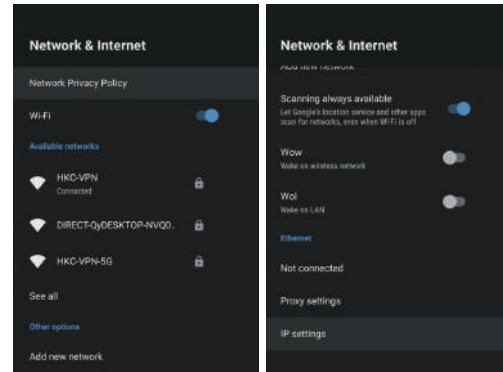 Network & Internet
Network Privacy Policy
Wi-Fi
Available networks
HKC-VPN
Connected
DIRECT-QyDESKTOP-NVQ0..
HKC-VPN-5G
See all
Other options
Add new network
Network & Internet
Add new network
Scanning always available
Let Google's location service and other apps
scan for networks, even when Wi-Fi is off
Wow
Wake on wireless network
Wol
Wake on LAN
Ethernet
Not connected
Proxy settings
IP settings